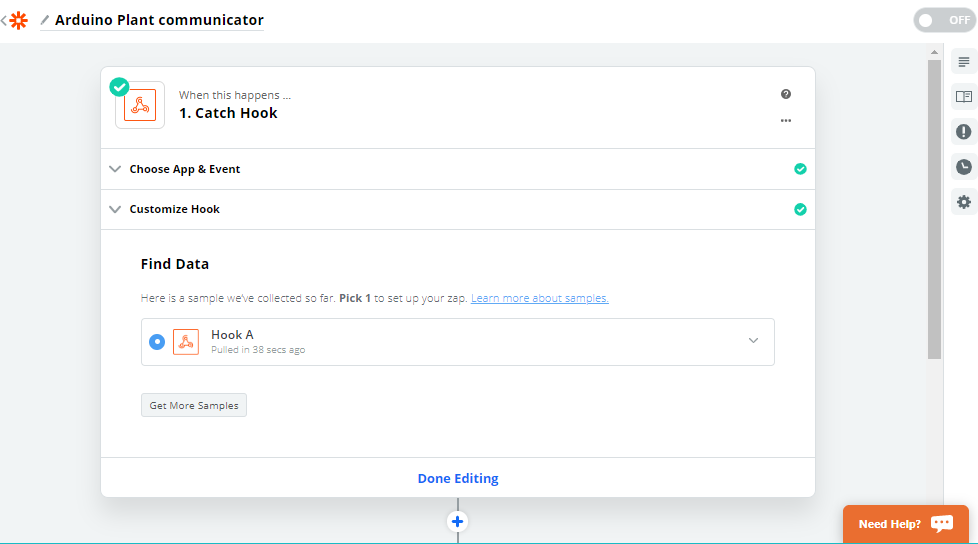 Arduino Plant communicator
OFF
When this happens ...
1. Catch Hook
Choose App & Event
Customize Hook
Find Data
Here is a sample we've collected so far. Pick 1 to set up your zap. Learn more about samples.
Hook A
Pulled in 38 secs ago
Get More Samples
Done Editing
Need Help?